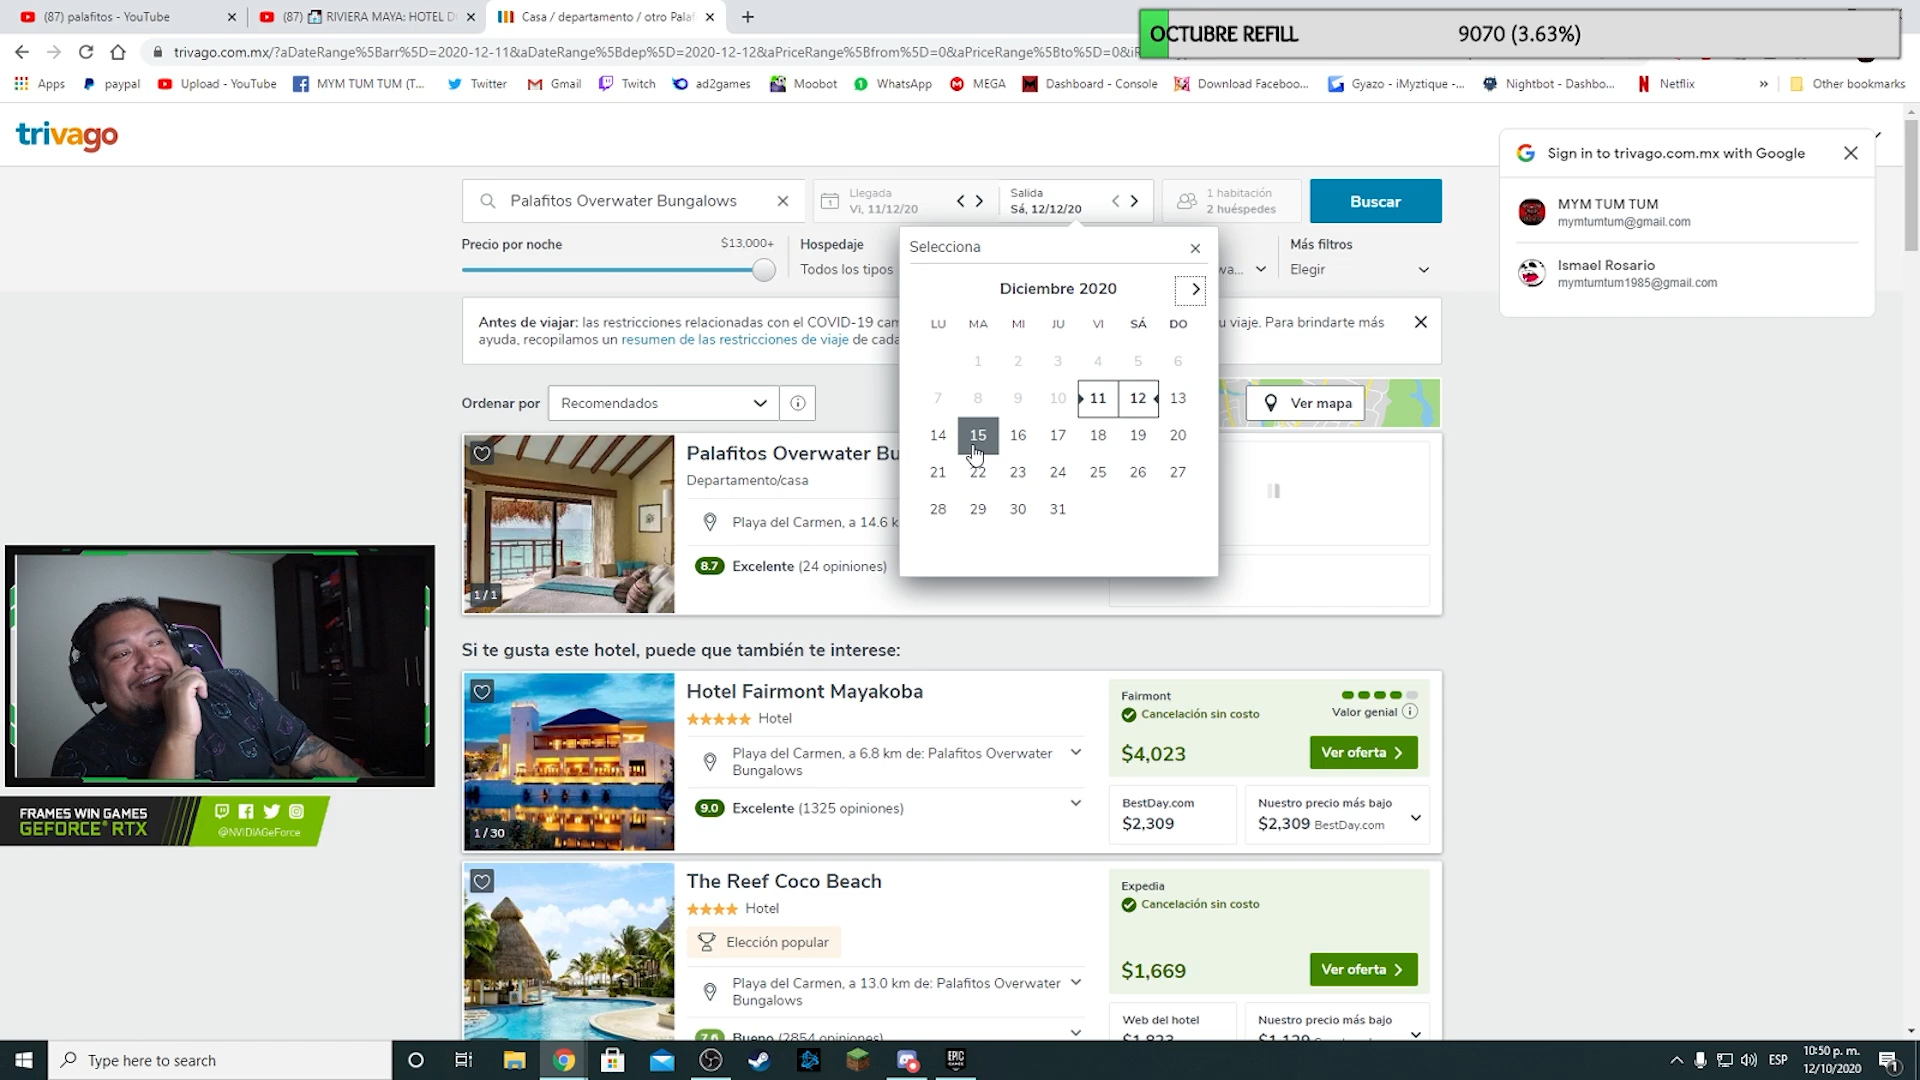 (87) palafitos - YouTube
(87) RIVIERA MAYA: HOTEL D
Casa / departamento / otro Palaf
OCTUBRE REFILL 9070 (3.63%)
trivago.com.mx/?aDateRange%5Barr%5D=2020-12-11&aDateRange%5Bdep%5D=2020-12-12&aPriceRange%5Bfrom%5D=0&aPriceRange%5Bto%5D=0&iR
Apps paypal Upload - YouTube MYM TUM TUM (T... Twitter Gmail Twitch ad2games Moobot WhatsApp MEGA Dashboard - Console Download Faceboo... Gyazo - iMyztique -... Nightbot - Dashbo... Netflix » Other bookmarks
trivago
Sign in to trivago.com.mx with Google
MYM TUM TUM
mymtumtum@gmail.com
Ismael Rosario
mymtumtum1985@gmail.com
Palafitos Overwater Bungalows
Llegada
Vi, 11/12/20
Salida
Sá, 12/12/20
1 habitación
2 huéspedes
Buscar
Precio por noche $13,000+
Hospedaje
Todos los tipos
wa...
Más filtros
Elegir
Selecciona
Diciembre 2020
LU MA MI JU VI SÁ DO
1 2 3 4 5 6
7 8 9 10 11 12 13
14 15 16 17 18 19 20
21 22 23 24 25 26 27
28 29 30 31
Antes de viajar: las restricciones relacionadas con el COVID-19 cam
u viaje. Para brindarte más
ayuda, recopilamos un resumen de las restricciones de viaje de cada
Ordenar por Recomendados
Ver mapa
Palafitos Overwater Bu
Departamento/casa
Playa del Carmen, a 14.6 k
8.7 Excelente (24 opiniones)
1 / 1
Si te gusta este hotel, puede que también te interese:
Hotel Fairmont Mayakoba
Hotel
Playa del Carmen, a 6.8 km de: Palafitos Overwater
Bungalows
9.0 Excelente (1325 opiniones)
1 / 30
Fairmont
Cancelación sin costo
Valor genial
$4,023
Ver oferta
BestDay.com
$2,309
Nuestro precio más bajo
$2,309 BestDay.com
The Reef Coco Beach
Hotel
Elección popular
Playa del Carmen, a 13.0 km de: Palafitos Overwater
Bungalows
7.6 Bueno (2854 opiniones)
Expedia
Cancelación sin costo
$1,669
Ver oferta
Web del hotel
$1,823
Nuestro precio más bajo
FRAMES WIN GAMES
GEFORCE RTX
@NVIDIAGeForce
Type here to search
EPIC
GAMES
ESP
10:50 p. m.
12/10/2020
1